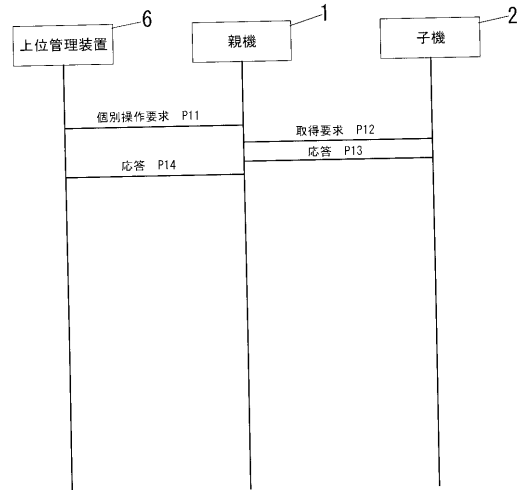 6
1
2
上位管理装置
親機
子機
個別操作要求 P11
取得要求 P12
応答 P13
応答 P14